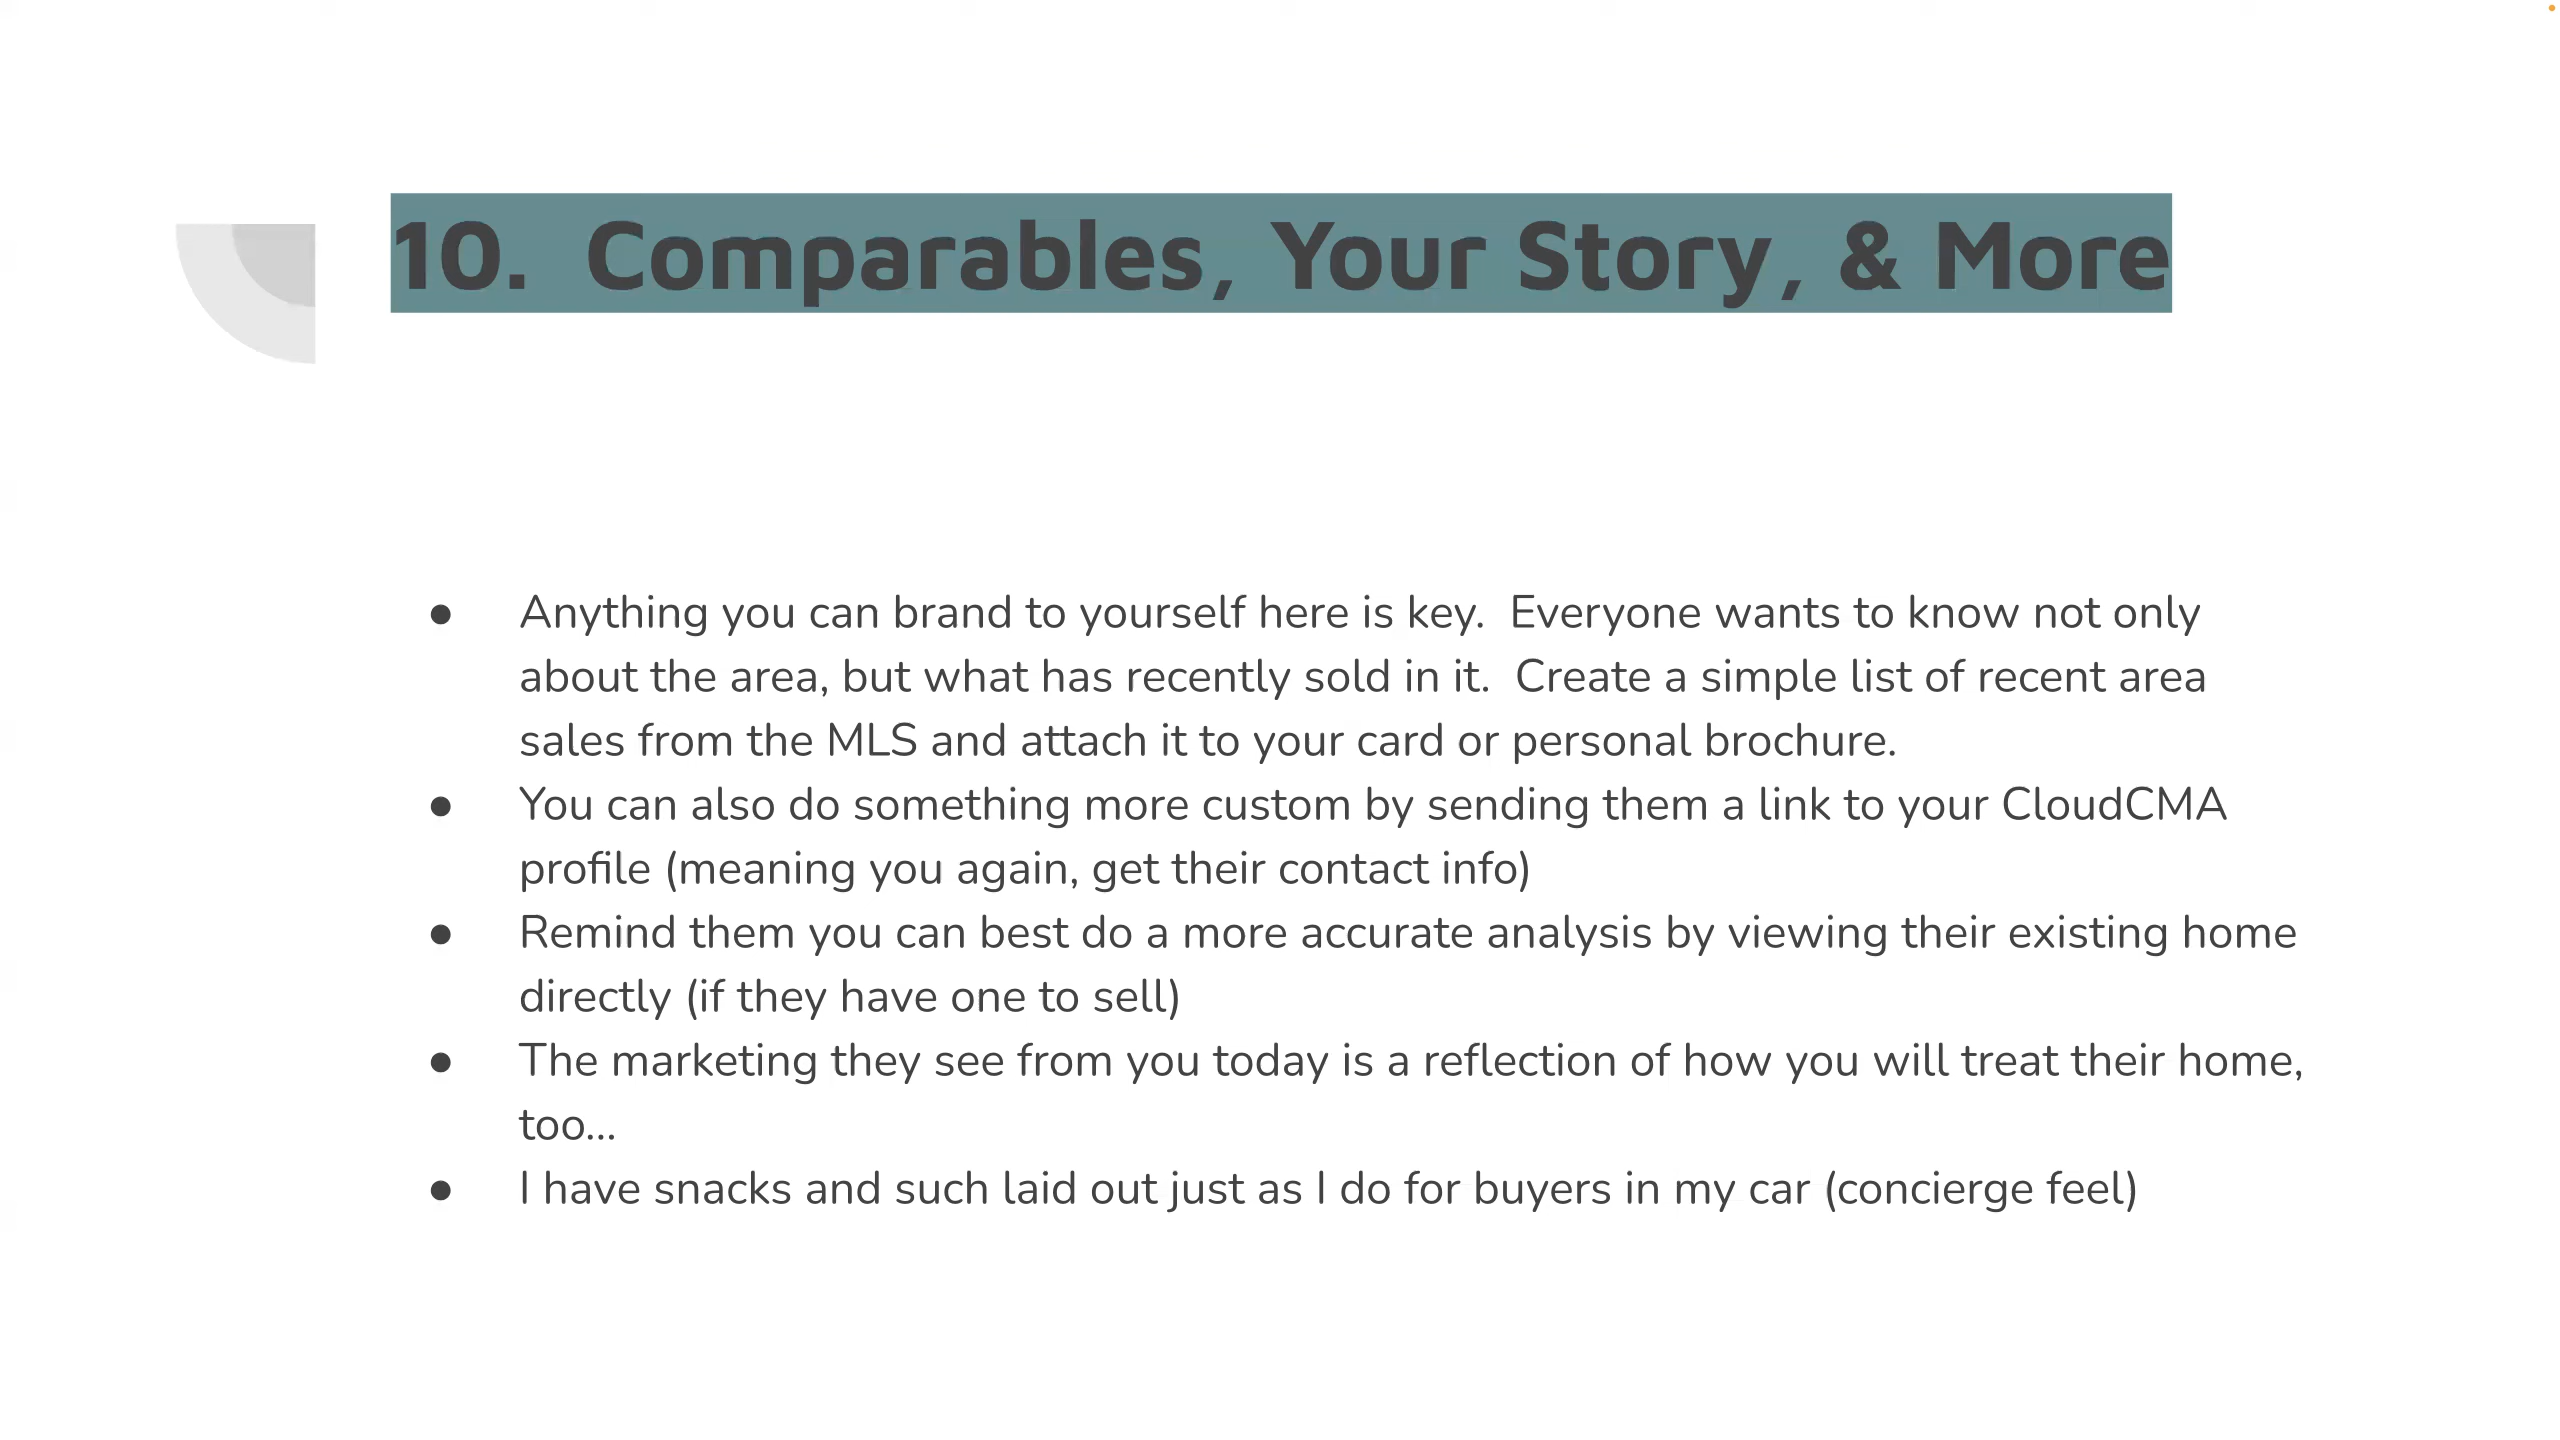 10.  Comparables, Your Story, & More
● Anything you can brand to yourself here is key.  Everyone wants to know not only
about the area, but what has recently sold in it.  Create a simple list of recent area
sales from the MLS and attach it to your card or personal brochure.
● You can also do something more custom by sending them a link to your CloudCMA
profile (meaning you again, get their contact info)
● Remind them you can best do a more accurate analysis by viewing their existing home
directly (if they have one to sell)
● The marketing they see from you today is a reflection of how you will treat their home,
too...
● I have snacks and such laid out just as I do for buyers in my car (concierge feel)